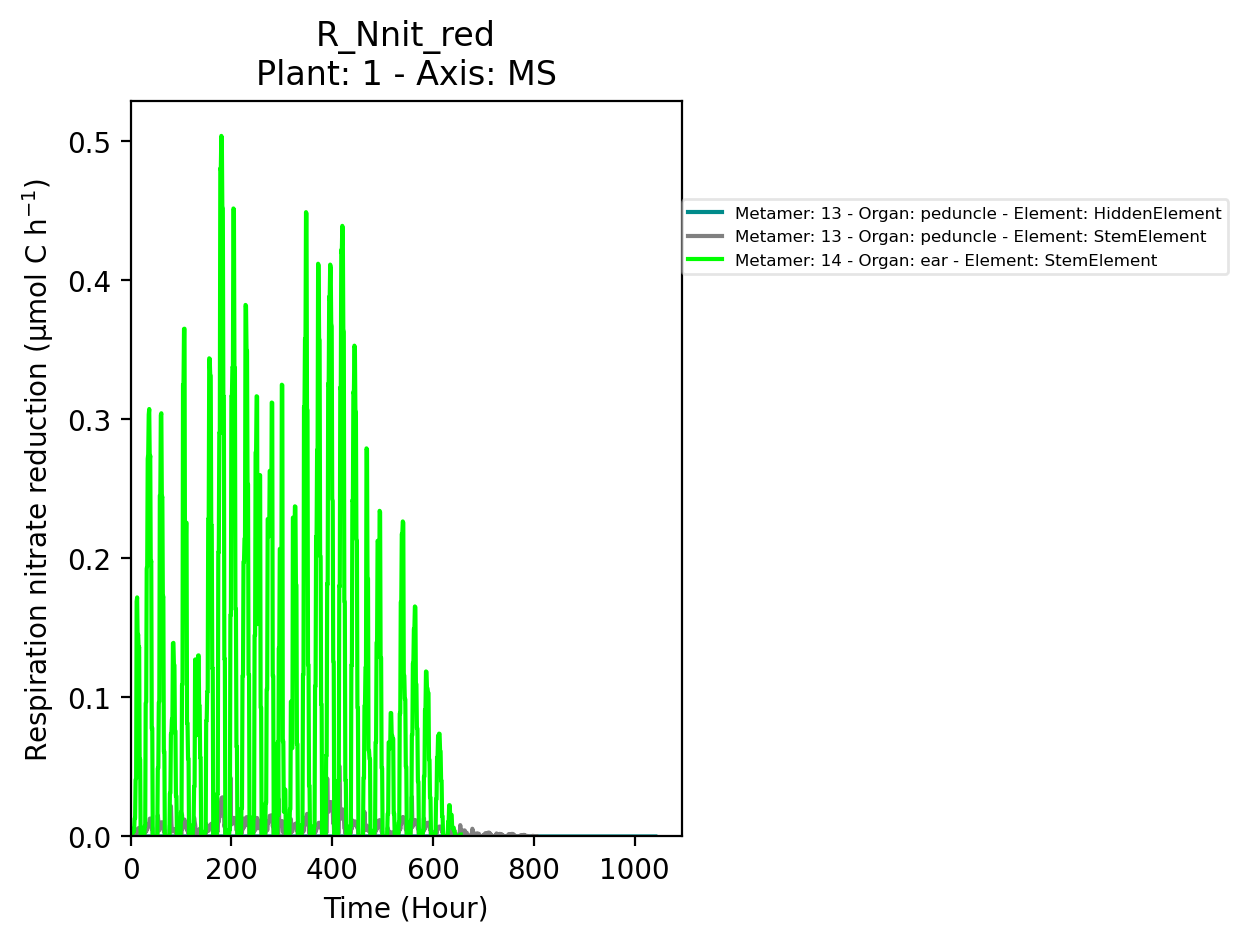 R_Nnit_red
Plant: 1 - Axis: MS
Respiration nitrate reduction (µmol C h⁻¹)
0.5
0.4
0.3
0.2
0.1
0.0
0 200 400 600 800 1000
Time (Hour)
Metamer: 13 - Organ: peduncle - Element: HiddenElement
Metamer: 13 - Organ: peduncle - Element: StemElement
Metamer: 14 - Organ: ear - Element: StemElement